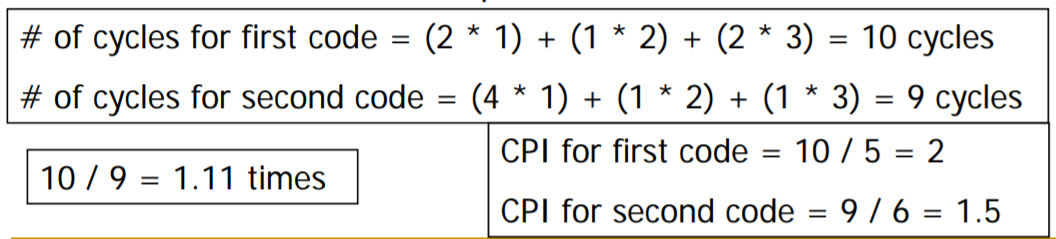 # of cycles for first code = (2 * 1) + (1 * 2) + (2 * 3) = 10 cycles
# of cycles for second code = (4 * 1) + (1 * 2) + (1 * 3) = 9 cycles
10 / 9 = 1.11 times
CPI for first code = 10 / 5 = 2
CPI for second code = 9 / 6 = 1.5